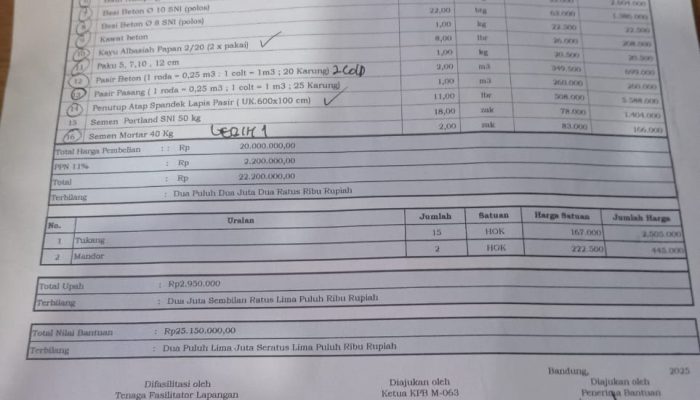 2.504.000
7 Besi Beton Ø 10 SNI (polos) 22,00 btg 63.000 1.386.000
Besi Beton Ø 8 SNI (polos) 1,00 kg 22.500 22.500
Kawat beton
10 Kayu Albasiah Papan 2/20 (2 x pakai) 8,00 lbr 26.000 208.000
11 Paku 5, 7,10 , 12 cm 1,00 kg 20.500 20.500
12 Pasir Beton (1 roda = 0,25 m3 : 1 colt = 1m3 ; 20 Karung) 2 COLD 2,00 m3 349.500 699.000
13 Pasir Pasang ( 1 roda = 0,25 m3 ; 1 colt = 1 m3 ; 25 Karung) 1,00 m3 260.000 260.000
14 Penutup Atap Spandek Lapis Pasir ( UK.600x100 cm) 11,00 lbr 508.000 5.588.000
15 Semen Portland SNI 50 kg 18,00 zak 78.000 1.404.000
16 Semen Mortar 40 Kg LEBIH 1 2,00 zak 83.000 166.000
Total Harga Pembelian : : Rp 20.000.000,00
PPN 11% : Rp 2.200.000,00
Total : Rp 22.200.000,00
Terbilang : Dua Puluh Dua Juta Dua Ratus Ribu Rupiah
No. Uraian Jumlah Satuan Harga Satuan Jumlah Harga
1 Tukang 15 HOK 167.000 2.505.000
2 Mandor 2 HOK 222.500 445.000
Total Upah : Rp2.950.000
Terbilang : Dua Juta Sembilan Ratus Lima Puluh Ribu Rupiah
Total Nilai Bantuan : Rp25.150.000,00
Terbilang : Dua Puluh Lima Juta Seratus Lima Puluh Ribu Rupiah
Bandung, 2025
Difasilitasi oleh Diajukan oleh Diajukan oleh
Tenaga Fasilitator Lapangan Ketua KPB M-063 Penerima Bantuan